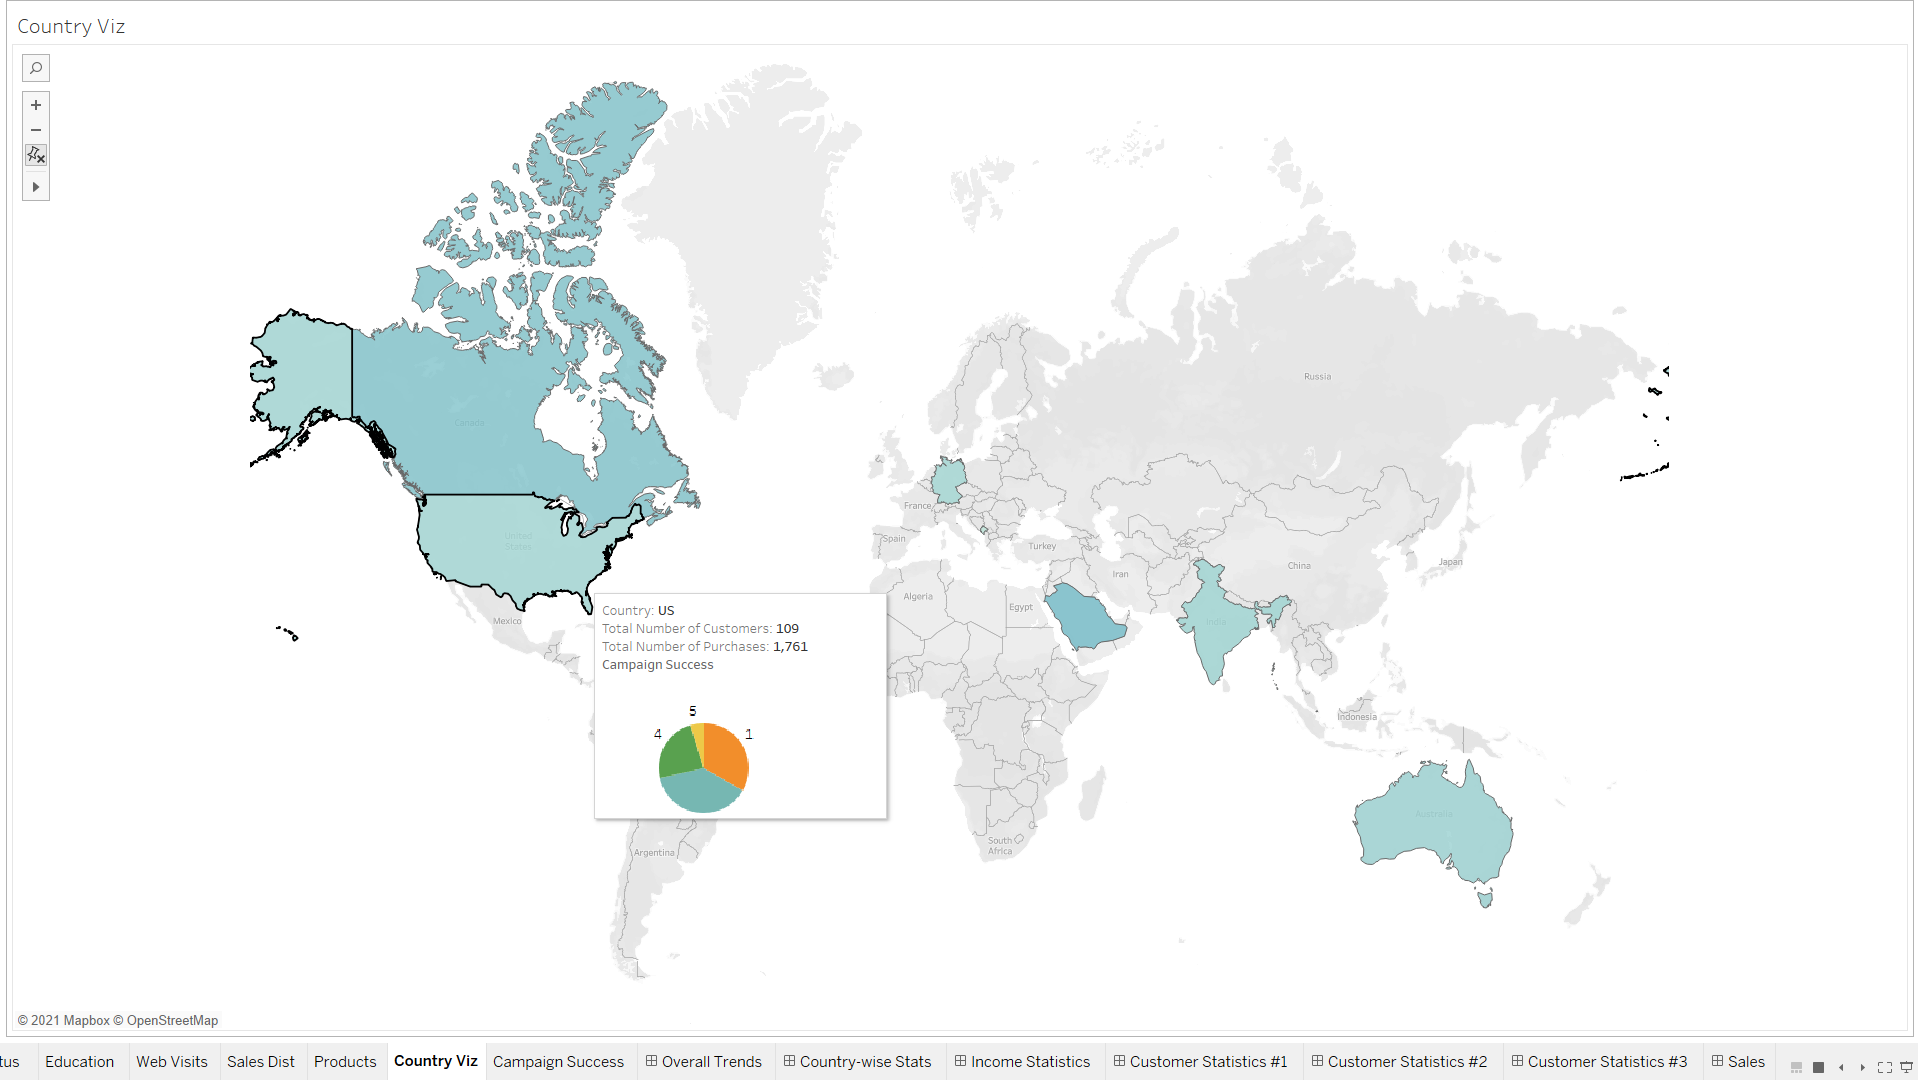 Country Viz
Canada
Russia
United
States
France
Spain
Turkey
Japan
China
Iran
Algeria
Egypt
India
Mexico
Country: US
Total Number of Customers: 109
Total Number of Purchases: 1,761
Campaign Success
5
4
1
Indonesia
Australia
South
Africa
Argentina
© 2021 Mapbox © OpenStreetMap
tus Education Web Visits Sales Dist Products Country Viz Campaign Success Overall Trends Country-wise Stats Income Statistics Customer Statistics #1 Customer Statistics #2 Customer Statistics #3 Sales